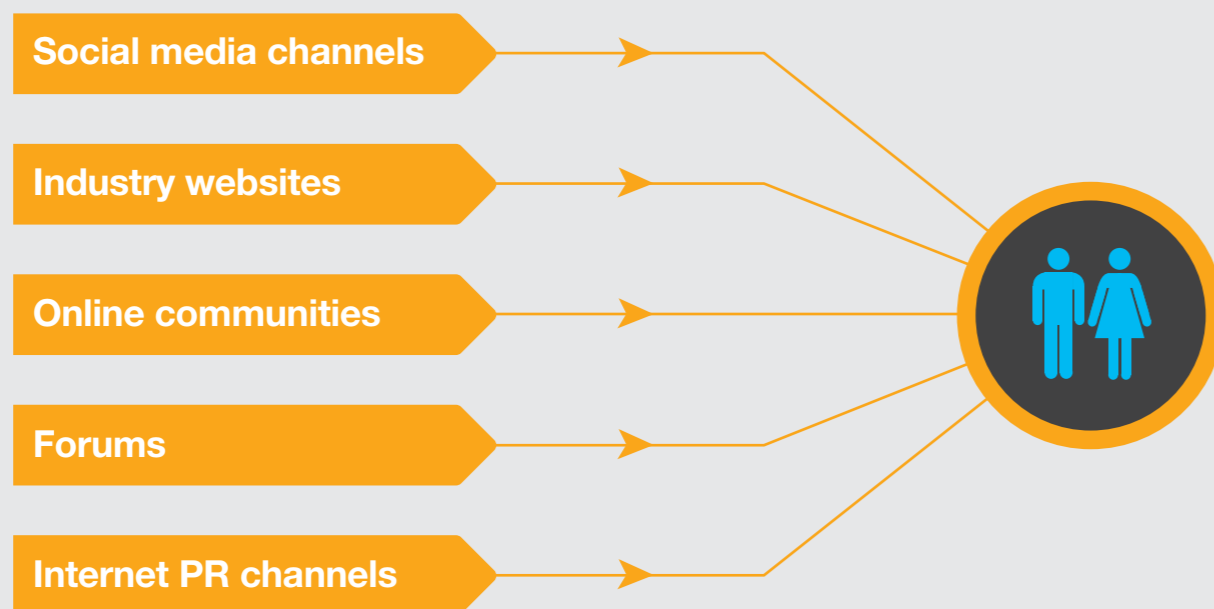 Social media channels
Industry websites
Online communities
Forums
Internet PR channels